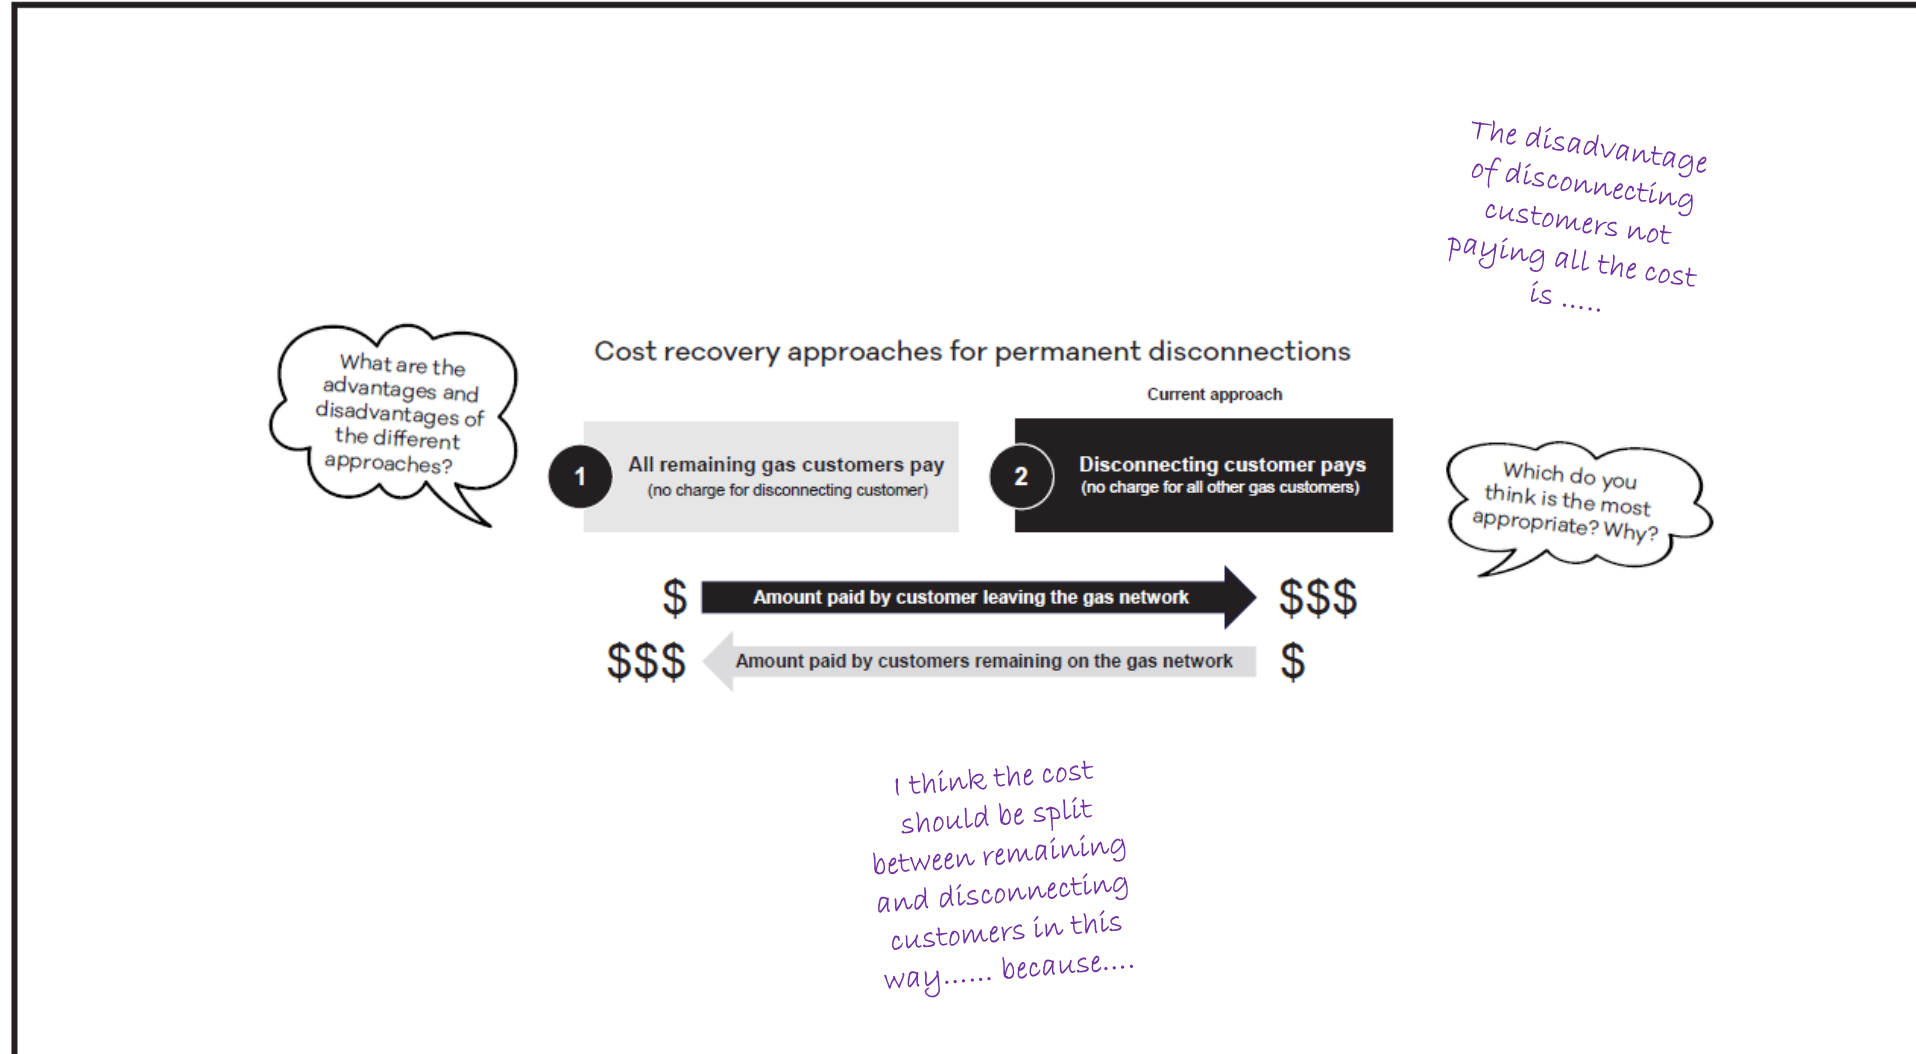 The disadvantage
of disconnecting
customers not
paying all the cost
is .....
What are the
advantages and
disadvantages of
the different
approaches?
Cost recovery approaches for permanent disconnections
Current approach
1
All remaining gas customers pay
(no charge for disconnecting customer)
2
Disconnecting customer pays
(no charge for all other gas customers)
Which do you
think is the most
appropriate? Why?
$ Amount paid by customer leaving the gas network $$$
$$$ Amount paid by customers remaining on the gas network $
I think the cost
should be split
between remaining
and disconnecting
customers in this
way...... because....